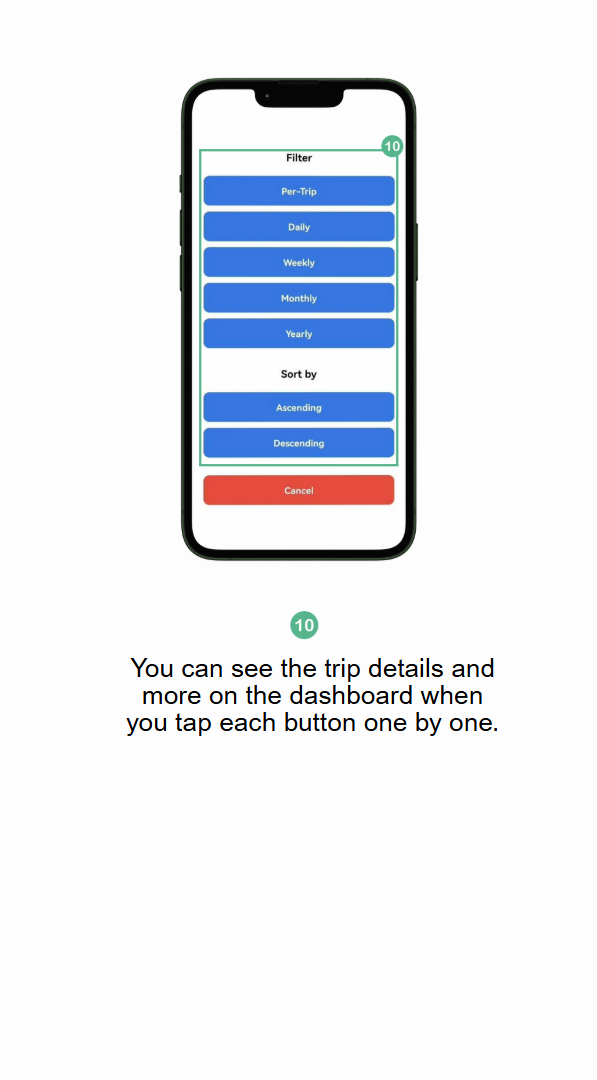 10
Filter
Per-Trip
Daily
Weekly
Monthly
Yearly
Sort by
Ascending
Descending
Cancel
10
You can see the trip details and
more on the dashboard when
you tap each button one by one.